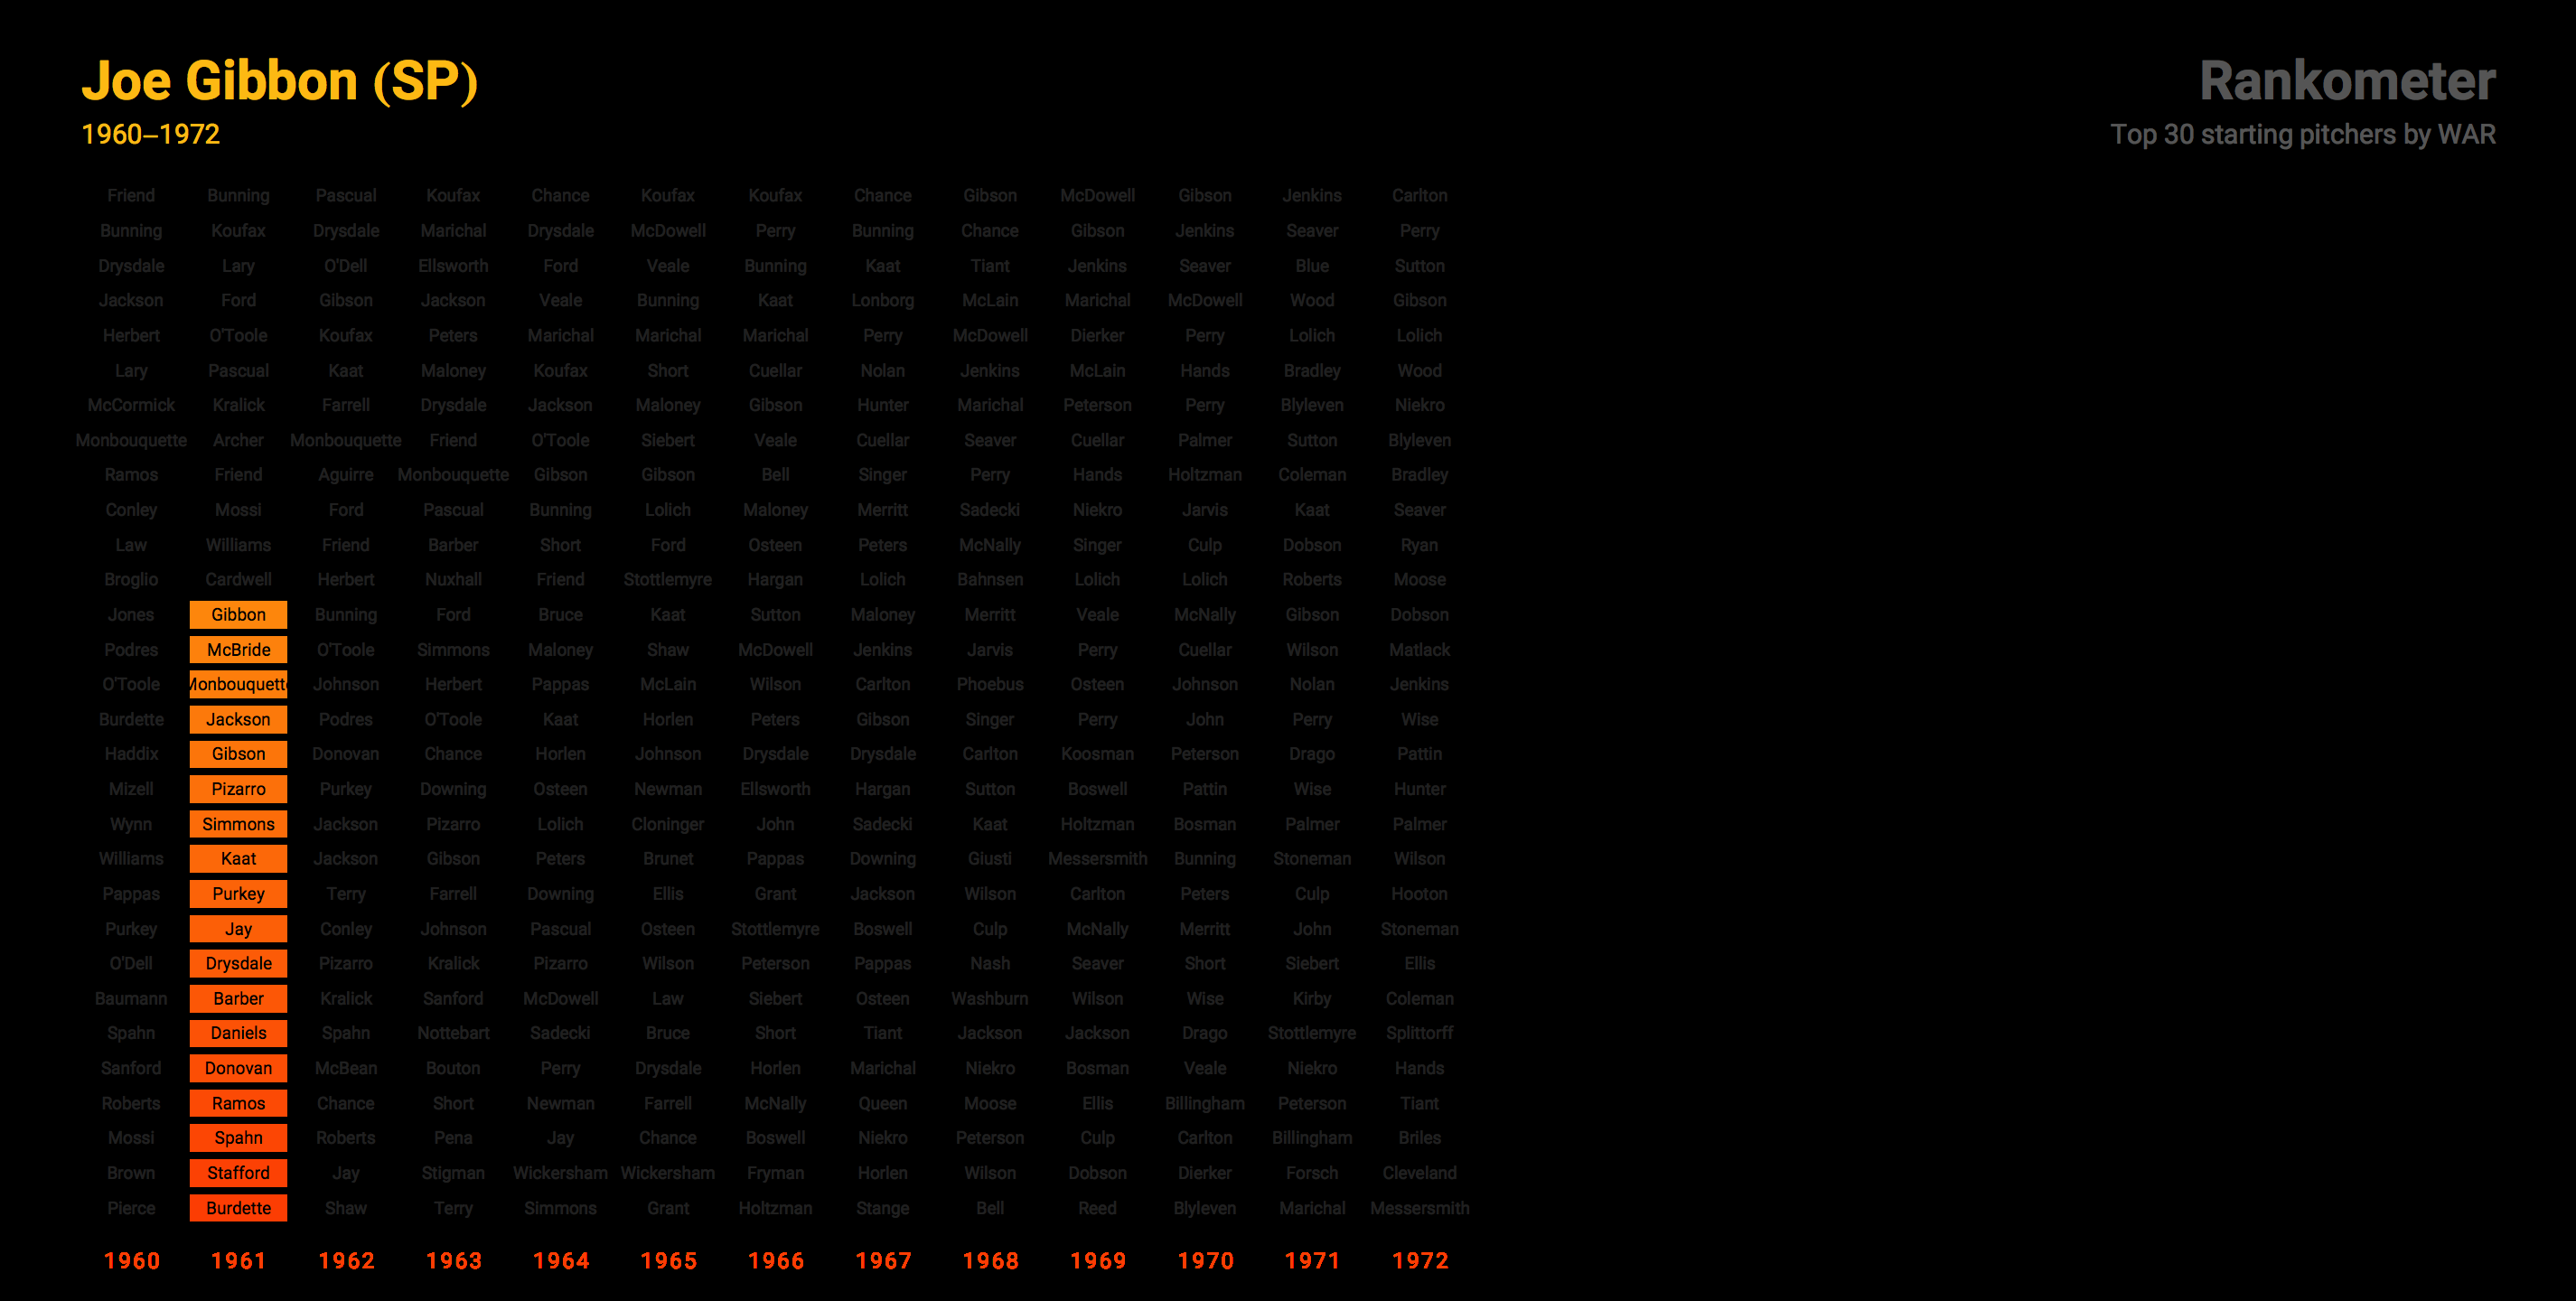 Joe Gibbon (SP)
1960–1972
Rankometer
Top 30 starting pitchers by WAR
Friend Bunning Pascual Koufax Chance Koufax Koufax Chance Gibson McDowell Gibson Jenkins Carlton
Bunning Koufax Drysdale Marichal Drysdale McDowell Perry Bunning Chance Gibson Jenkins Seaver Perry
Drysdale Lary O'Dell Ellsworth Ford Veale Bunning Kaat Tiant Jenkins Seaver Blue Sutton
Jackson Ford Gibson Jackson Veale Bunning Kaat Lonborg McLain Marichal McDowell Wood Gibson
Herbert O'Toole Koufax Peters Marichal Marichal Marichal Perry McDowell Dierker Perry Lolich Lolich
Lary Pascual Kaat Maloney Koufax Short Cuellar Nolan Jenkins McLain Hands Bradley Wood
McCormick Kralick Farrell Drysdale Jackson Maloney Gibson Hunter Marichal Peterson Perry Blyleven Niekro
Monbouquette Archer Monbouquette Friend O'Toole Siebert Veale Cuellar Seaver Cuellar Palmer Sutton Blyleven
Ramos Friend Aguirre Monbouquette Gibson Gibson Bell Singer Perry Hands Holtzman Coleman Bradley
Conley Mossi Ford Pascual Bunning Lolich Maloney Merritt Sadecki Niekro Jarvis Kaat Seaver
Law Williams Friend Barber Short Ford Osteen Peters McNally Singer Culp Dobson Ryan
Broglio Cardwell Herbert Nuxhall Friend Stottlemyre Hargan Lolich Bahnsen Lolich Lolich Roberts Moose
Jones Gibbon Bunning Ford Bruce Kaat Sutton Maloney Merritt Veale McNally Gibson Dobson
Podres McBride O'Toole Simmons Maloney Shaw McDowell Jenkins Jarvis Perry Cuellar Wilson Matlack
O'Toole Monbouquette Johnson Herbert Pappas McLain Wilson Carlton Phoebus Osteen Johnson Nolan Jenkins
Burdette Jackson Podres O'Toole Kaat Horlen Peters Gibson Singer Perry John Perry Wise
Haddix Gibson Donovan Chance Horlen Johnson Drysdale Drysdale Carlton Koosman Peterson Drago Pattin
Mizell Pizarro Purkey Downing Osteen Newman Ellsworth Hargan Sutton Boswell Pattin Wise Hunter
Wynn Simmons Jackson Pizarro Lolich Cloninger John Sadecki Kaat Holtzman Bosman Palmer Palmer
Williams Kaat Jackson Gibson Peters Brunet Pappas Downing Giusti Messersmith Bunning Stoneman Wilson
Pappas Purkey Terry Farrell Downing Ellis Grant Jackson Wilson Carlton Peters Culp Hooton
Purkey Jay Conley Johnson Pascual Osteen Stottlemyre Boswell Culp McNally Merritt John Stoneman
O'Dell Drysdale Pizarro Kralick Pizarro Wilson Peterson Pappas Nash Seaver Short Siebert Ellis
Baumann Barber Kralick Sanford McDowell Law Siebert Osteen Washburn Wilson Wise Kirby Coleman
Spahn Daniels Spahn Nottebart Sadecki Bruce Short Tiant Jackson Jackson Drago Stottlemyre Splittorff
Sanford Donovan McBean Bouton Perry Drysdale Horlen Marichal Niekro Bosman Veale Niekro Hands
Roberts Ramos Chance Short Newman Farrell McNally Queen Moose Ellis Billingham Peterson Tiant
Mossi Spahn Roberts Pena Jay Chance Boswell Niekro Peterson Culp Carlton Billingham Briles
Brown Stafford Jay Stigman Wickersham Wickersham Fryman Horlen Wilson Dobson Dierker Forsch Cleveland
Pierce Burdette Shaw Terry Simmons Grant Holtzman Stange Bell Reed Blyleven Marichal Messersmith
1960 1961 1962 1963 1964 1965 1966 1967 1968 1969 1970 1971 1972